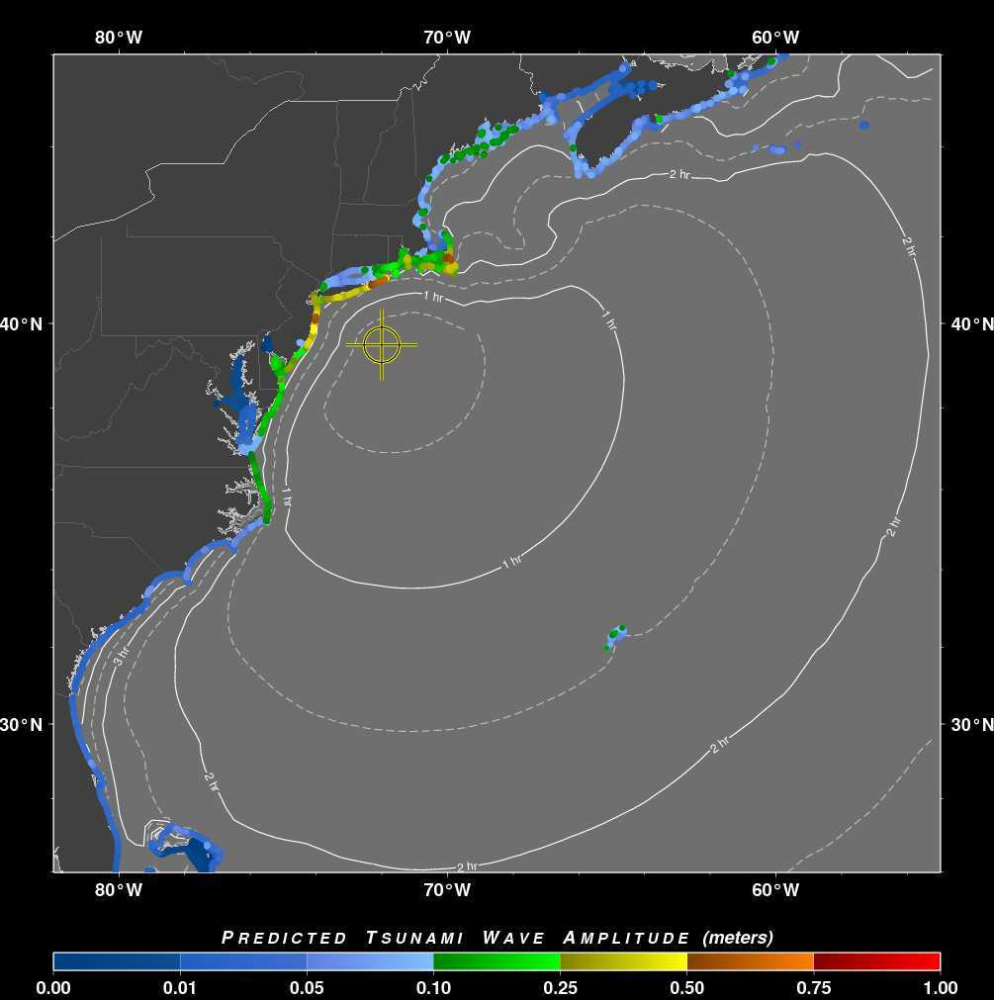 80°W 70°W 60°W
2 hr
2 hr
1 hr
1 hr
40°N 40°N
1 hr
2 hr
1 hr
3 hr
30°N 30°N
2 hr
2 hr
2 hr
80°W 70°W 60°W
PREDICTED TSUNAMI WAVE AMPLITUDE (meters)
0.00 0.01 0.05 0.10 0.25 0.50 0.75 1.00